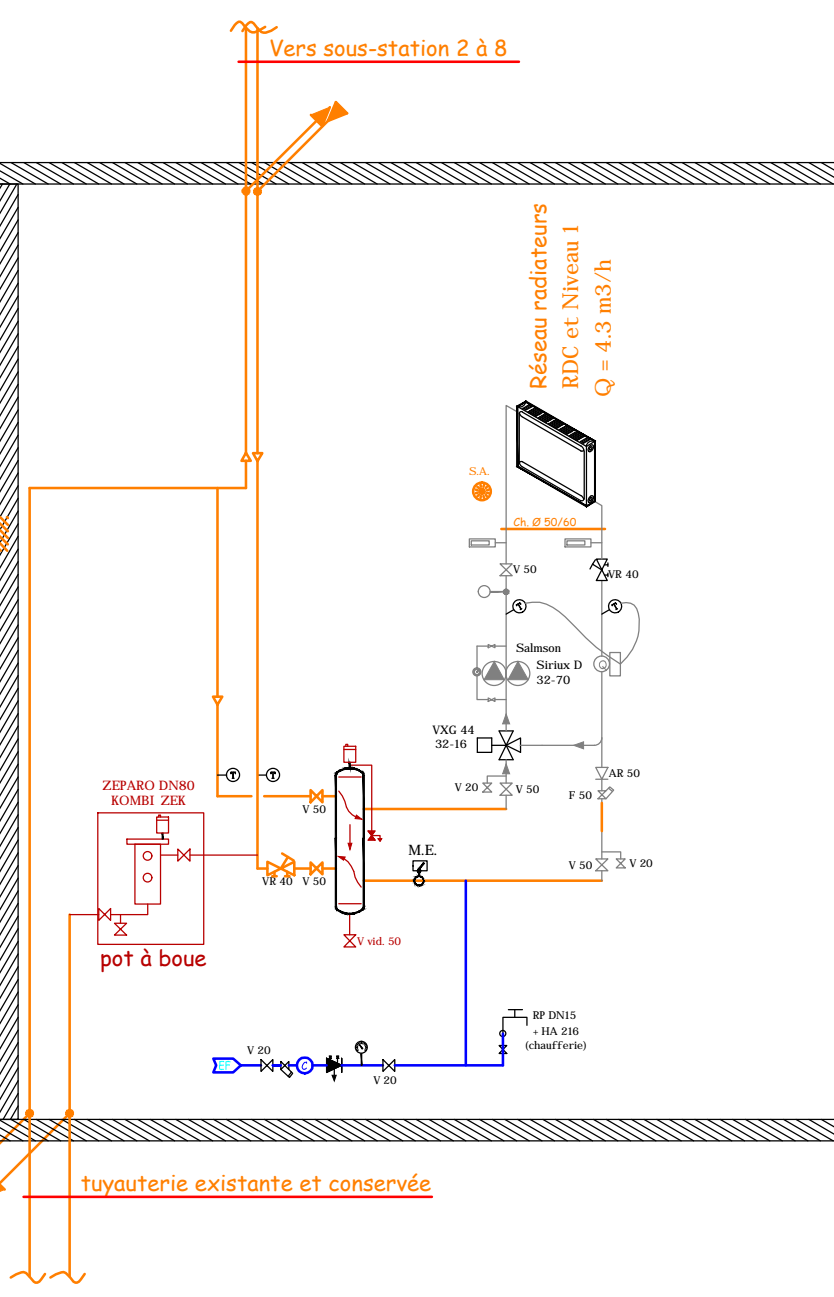 Vers sous-station 2 à 8
Réseau radiateurs
RDC et Niveau 1
Q = 4.3 m3/h
S.A.
Ch. Ø 50/60
V 50
VR 40
T
T
Salmson
Siriux D
32-70
VXG 44
32-16
V 20
V 50
AR 50
F 50
T
T
ZEPARO DN80
KOMBI ZEK
V 50
M.E.
VR 40
V 50
V 50
V 20
V vid. 50
pot à boue
RP DN15
+ HA 216
(chaufferie)
V 20
EF
C
V 20
tuyauterie existante et conservée